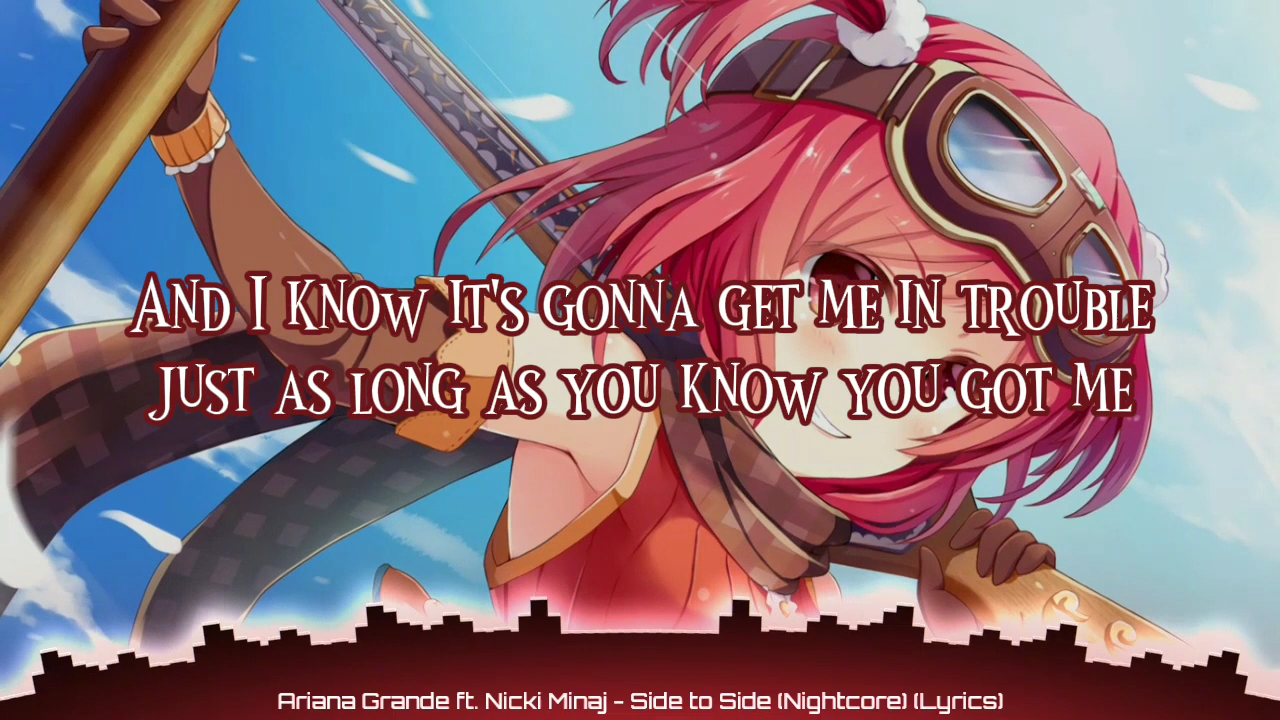 And I know it's gonna get me in trouble
just as long as you know you got me
Ariana Grande ft. Nicki Minaj - Side to Side (Nightcore) (Lyrics)